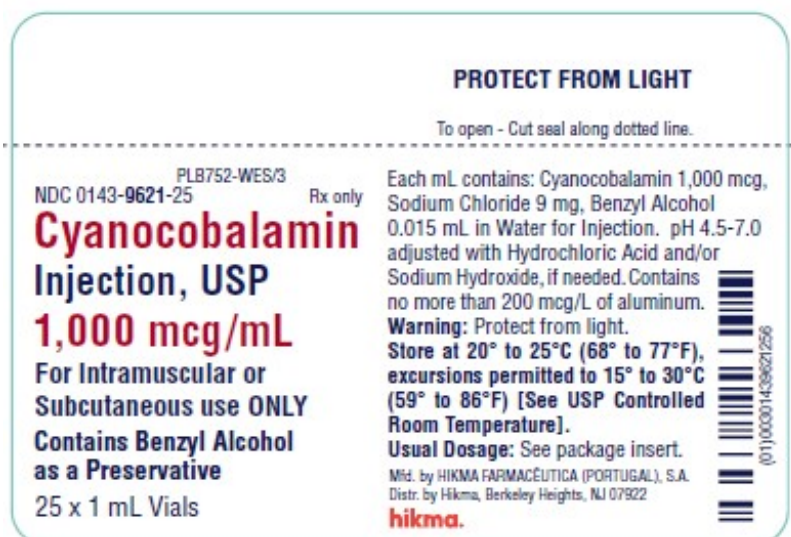 PROTECT FROM LIGHT
To open - Cut seal along dotted line.
PLB752-WES/3
NDC 0143-9621-25 Rx only
Cyanocobalamin
Injection, USP
1,000 mcg/mL
For Intramuscular or
Subcutaneous use ONLY
Contains Benzyl Alcohol
as a Preservative
25 x 1 mL Vials
Each mL contains: Cyanocobalamin 1,000 mcg,
Sodium Chloride 9 mg, Benzyl Alcohol
0.015 mL in Water for Injection. pH 4.5-7.0
adjusted with Hydrochloric Acid and/or
Sodium Hydroxide, if needed. Contains
no more than 200 mcg/L of aluminum.
Warning: Protect from light.
Store at 20° to 25°C (68° to 77°F),
excursions permitted to 15° to 30°C
(59° to 86°F) [See USP Controlled
Room Temperature].
Usual Dosage: See package insert.
Mfd. by HIKMA FARMACÊUTICA (PORTUGAL), S.A.
Distr. by Hikma, Berkeley Heights, NJ 07922
hikma.
(01)00301439621256